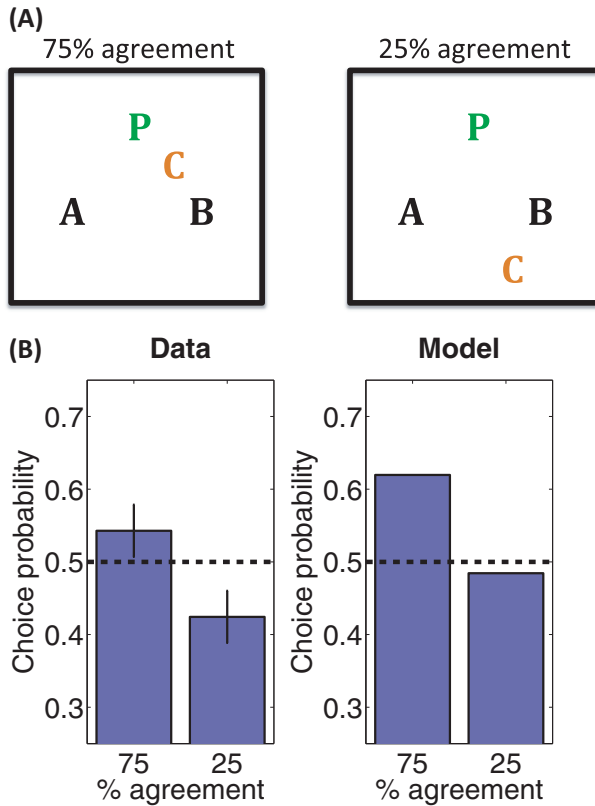 (A)
75% agreement
25% agreement
P
C
A
B
P
A
B
C
(B)
Data
Model
Choice probability
0.7
0.6
0.5
0.4
0.3
75
25
% agreement
Choice probability
0.7
0.6
0.5
0.4
0.3
75
25
% agreement